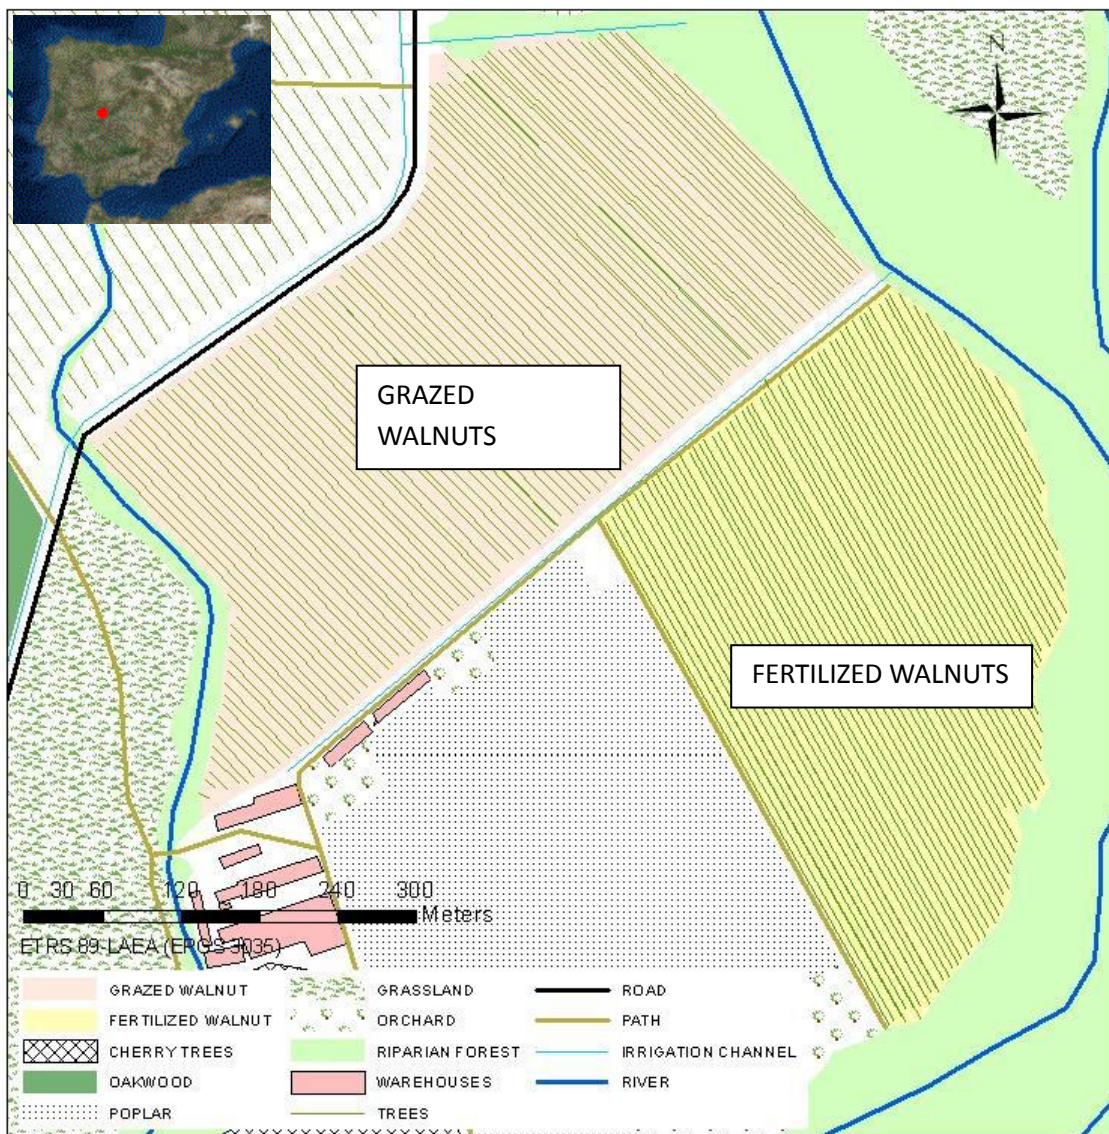 N
GRAZED
WALNUTS
FERTILIZED WALNUTS
0 30 60 120 180 240 300
Meters
ETRS 89 LAEA (EPGS 3035)
GRAZED WALNUT
FERTILIZED WALNUT
CHERRY TREES
OAKWOOD
POPLAR
GRASSLAND
ORCHARD
RIPARIAN FOREST
WAREHOUSES
TREES
ROAD
PATH
IRRIGATION CHANNEL
RIVER